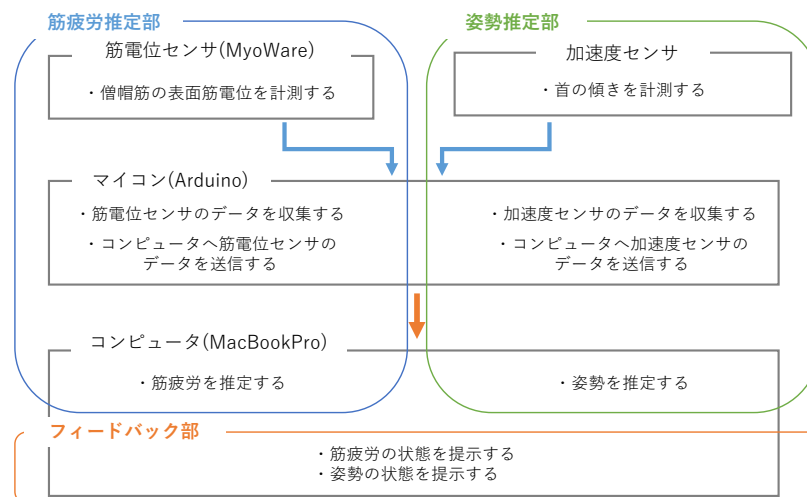 筋疲労推定部
姿勢推定部
筋電位センサ(MyoWare)
加速度センサ
・僧帽筋の表面筋電位を計測する
・首の傾きを計測する
マイコン(Arduino)
・筋電位センサのデータを収集する
・加速度センサのデータを収集する
・コンピュータへ筋電位センサの
データを送信する
・コンピュータへ加速度センサの
データを送信する
コンピュータ(MacBookPro)
・筋疲労を推定する
・姿勢を推定する
フィードバック部
・筋疲労の状態を提示する
・姿勢の状態を提示する